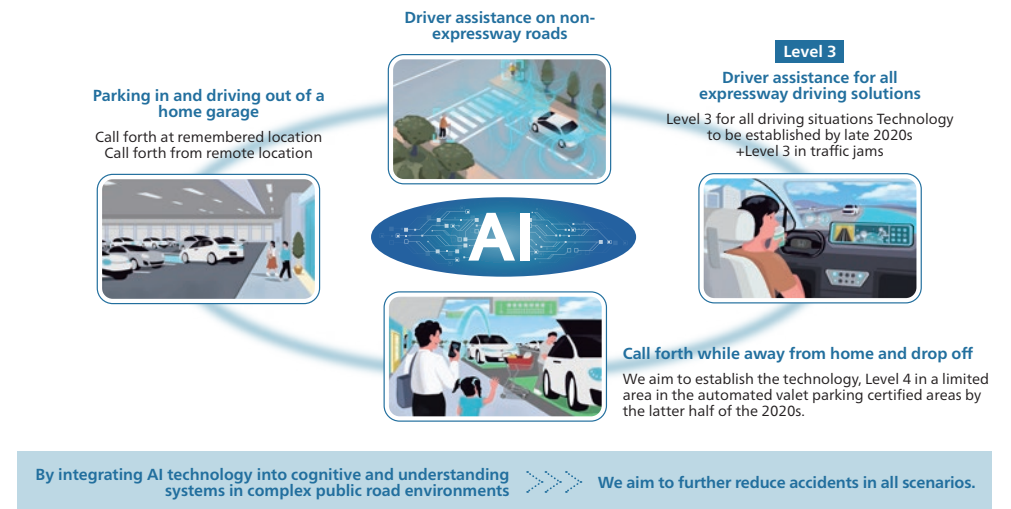 Driver assistance on non-
expressway roads
Level 3
Driver assistance for all
expressway driving solutions
Level 3 for all driving situations Technology
to be established by late 2020s
+Level 3 in traffic jams
Parking in and driving out of a
home garage
Call forth at remembered location
Call forth from remote location
AI
Call forth while away from home and drop off
We aim to establish the technology, Level 4 in a limited
area in the automated valet parking certified areas by
the latter half of the 2020s.
By integrating AI technology into cognitive and understanding
systems in complex public road environments
We aim to further reduce accidents in all scenarios.